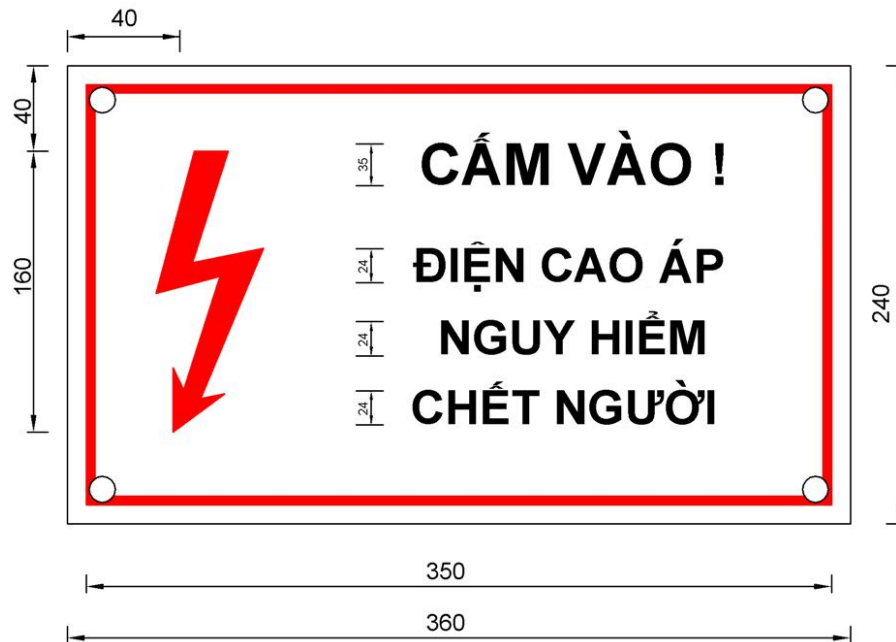 40
40
35
CẤM VÀO !
160
24
ĐIỆN CAO ÁP
240
24
NGUY HIỂM
24
CHẾT NGƯỜI
350
360